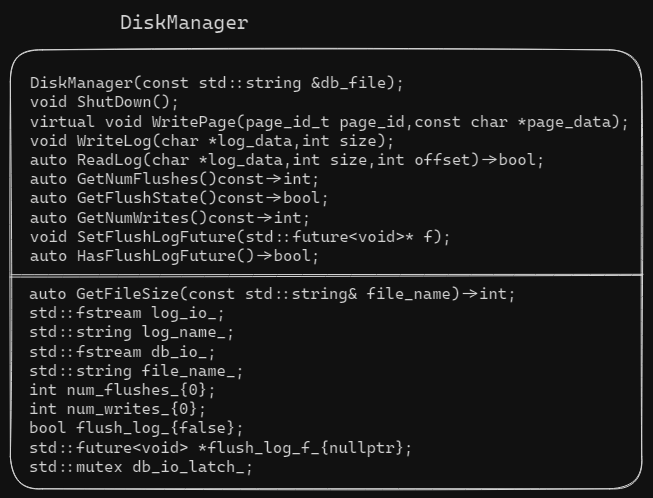 DiskManager
DiskManager(const std::string &db_file);
void ShutDown();
virtual void WritePage(page_id_t page_id,const char *page_data);
void WriteLog(char *log_data,int size);
auto ReadLog(char *log_data,int size,int offset)->bool;
auto GetNumFlushes()const->int;
auto GetFlushState()const->bool;
auto GetNumWrites()const->int;
void SetFlushLogFuture(std::future<void>* f);
auto HasFlushLogFuture()->bool;
auto GetFileSize(const std::string& file_name)->int;
std::fstream log_io_;
std::string log_name_;
std::fstream db_io_;
std::string file_name_;
int num_flushes_{0};
int num_writes_{0};
bool flush_log_{false};
std::future<void> *flush_log_f_{nullptr};
std::mutex db_io_latch_;